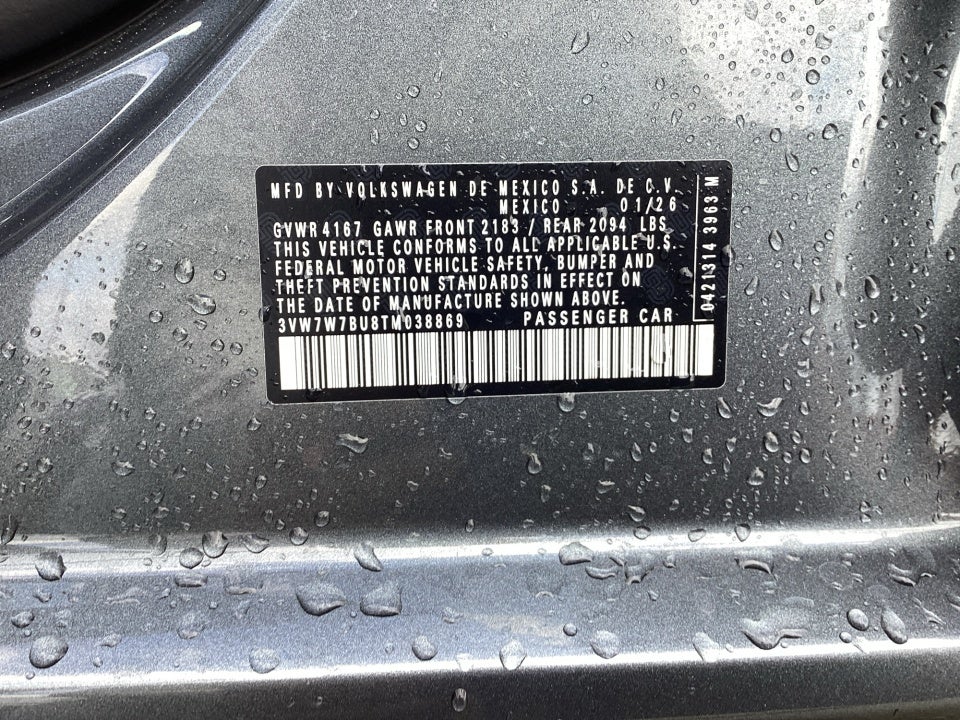 MFD BY VOLKSWAGEN DE MEXICO S.A. DE C.V.
MEXICO 01/26
GVWR 4167 GAWR FRONT 2183 / REAR 2094 LBS
THIS VEHICLE CONFORMS TO ALL APPLICABLE U.S.
FEDERAL MOTOR VEHICLE SAFETY, BUMPER AND
THEFT PREVENTION STANDARDS IN EFFECT ON
THE DATE OF MANUFACTURE SHOWN ABOVE.
3VW7W7BU8TM038869 PASSENGER CAR
0421314 3963 M